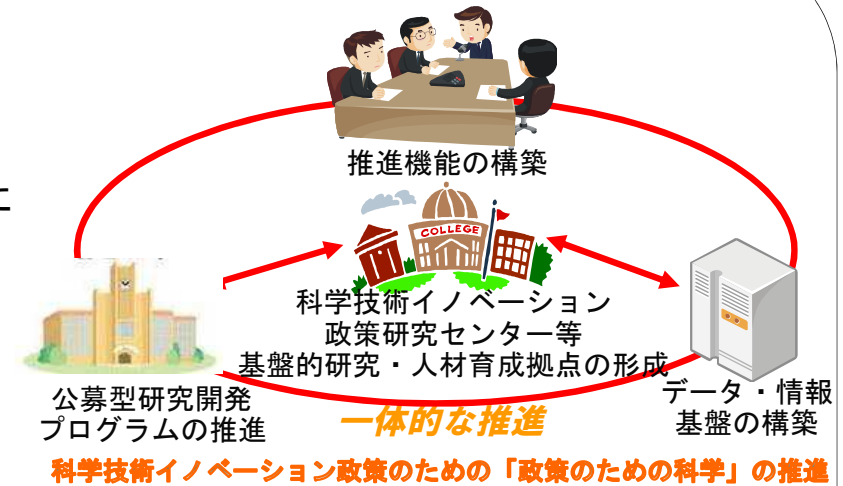 推進機能の構築
に
COLLEGE
科学技術イノベーション
政策研究センター等
基盤的研究・人材育成拠点の形成
公募型研究開発
プログラムの推進
データ・情報
基盤の構築
一体的な推進
科学技術イノベーション政策のための「政策のための科学」の推進